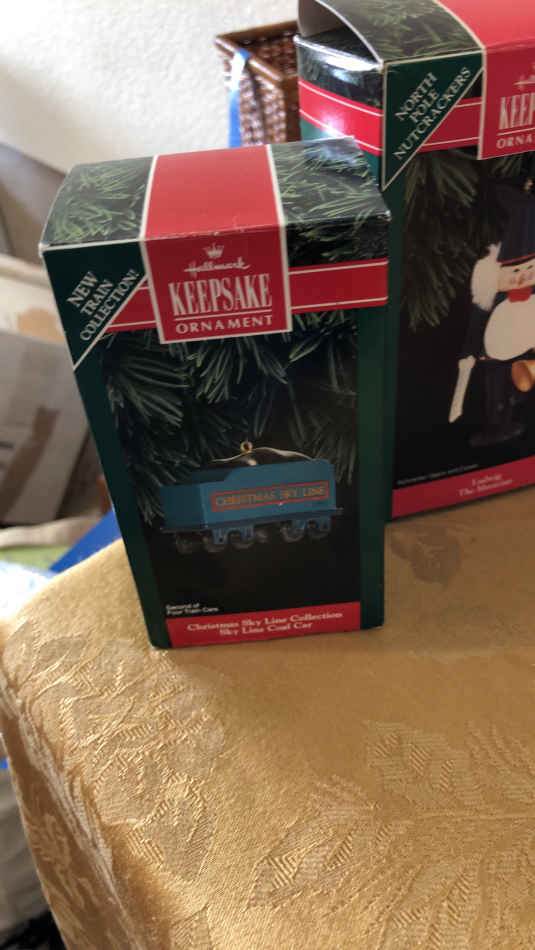 NEW
TRAIN
COLLECTION!
Hallmark
KEEPSAKE
ORNAMENT
CHRISTMAS SKY LINE
Second of
Four Train Cars
Christmas Sky Line Collection
Sky Line Coal Car
NORTH
POLE
NUTCRACKERS
KEEP
ORNA
Ludwig
The Musician